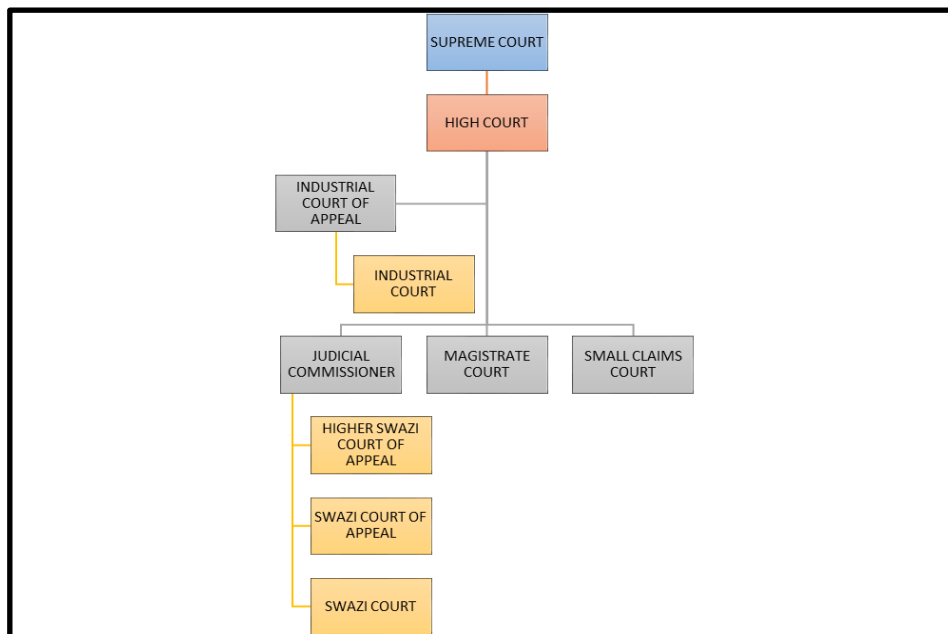 SUPREME COURT
HIGH COURT
INDUSTRIAL
COURT OF
APPEAL
INDUSTRIAL
COURT
JUDICIAL
COMMISSIONER
MAGISTRATE
COURT
SMALL CLAIMS
COURT
HIGHER SWAZI
COURT OF
APPEAL
SWAZI COURT OF
APPEAL
SWAZI COURT